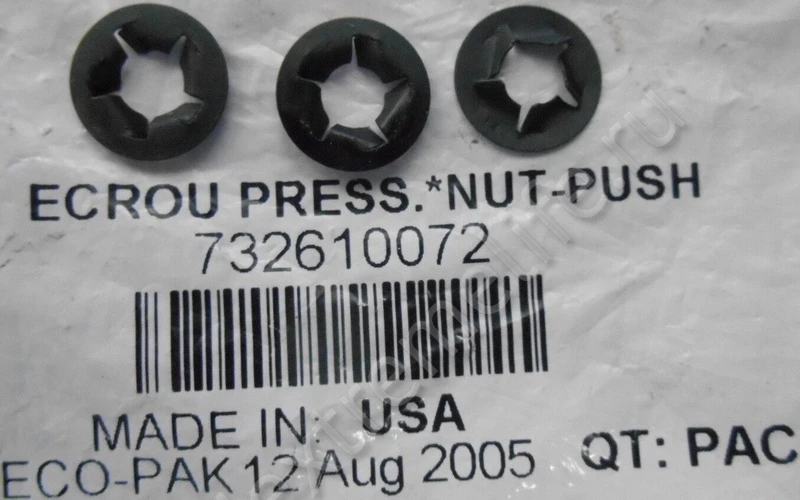 ECROU PRESS.*NUT-PUSH
732610072
MADE IN: USA
ECO-PAK 12 Aug 2005 QT: PAC